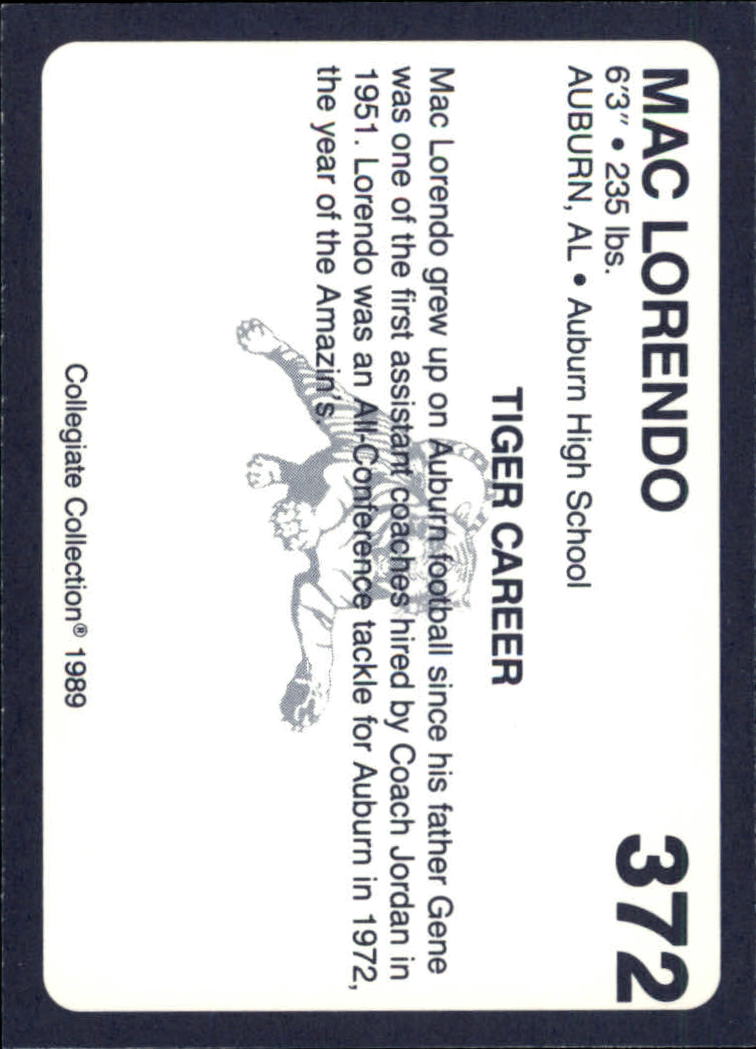 MAC LORENDO 372
6'3" • 235 lbs.
AUBURN, AL • Auburn High School
TIGER CAREER
Mac Lorendo grew up on Auburn football since his father Gene
was one of the first assistant coaches hired by Coach Jordan in
1951. Lorendo was an All-Conference tackle for Auburn in 1972,
the year of the Amazin's.
Collegiate Collection® 1989